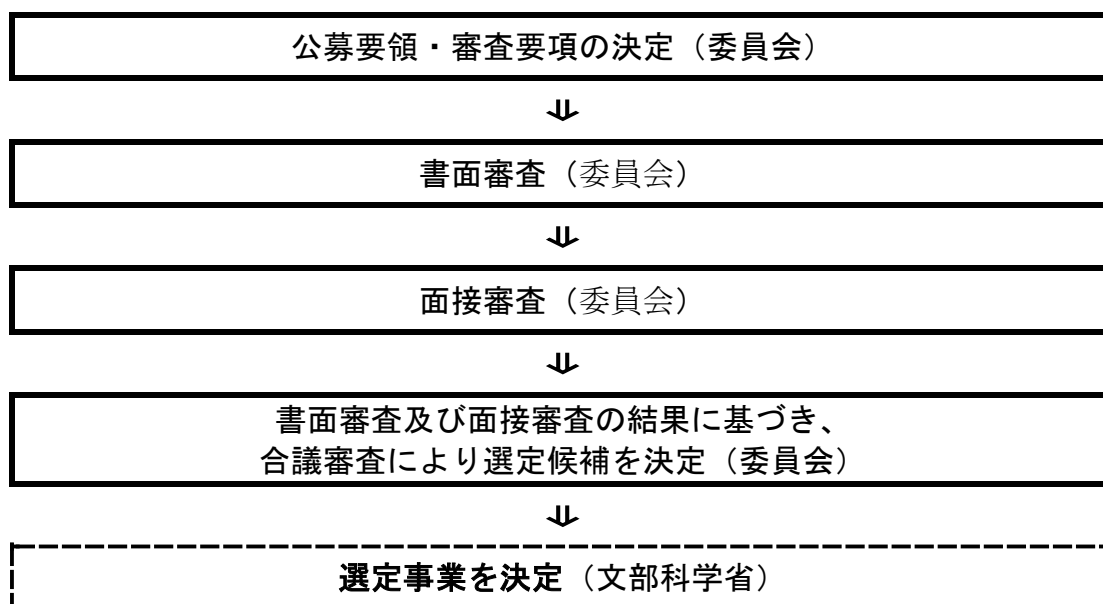 公募要領・審査要項の決定（委員会）
⇓
書面審査（委員会）
⇓
面接審査（委員会）
⇓
書面審査及び面接審査の結果に基づき、
合議審査により選定候補を決定（委員会）
⇓
選定事業を決定（文部科学省）